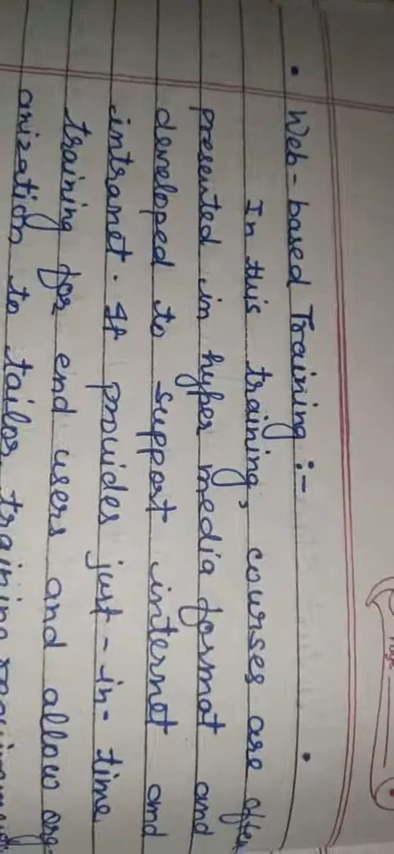 • Web-based Training :-
In this training, courses are often
presented in hyper media format and
developed to support internet and
intranet. It provides just-in-time
training for end users and allow org-
anization to tailor training requirements